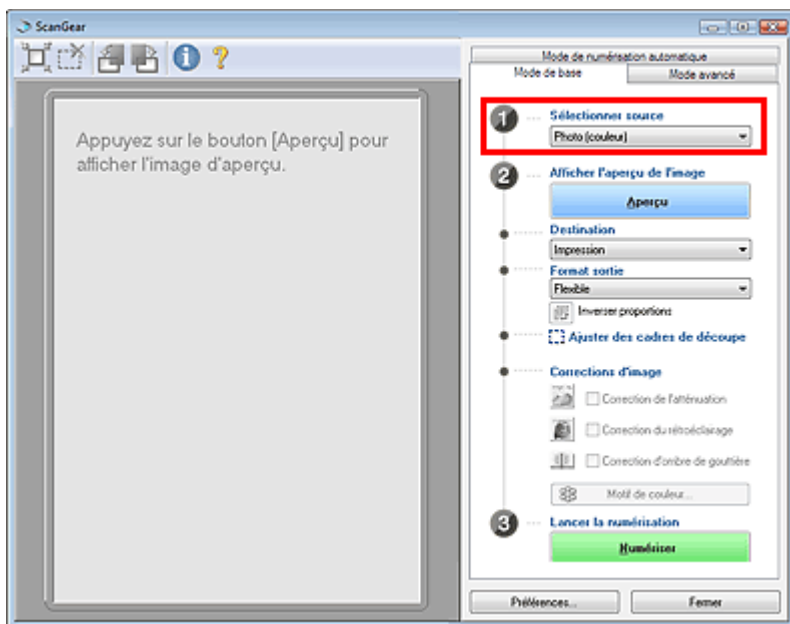 ScanGear
Mode de numérisation automatique
Mode de base
Mode avancé
Appuyez sur le bouton [Aperçu] pour
afficher l'image d'aperçu.
1
Sélectionner source
Photo (couleur)
2
Afficher l'aperçu de l'image
Aperçu
Destination
Impression
Format sortie
Flexible
Inverser proportions
Ajuster des cadres de découpe
Corrections d'image
Correction de l'atténuation
Correction du rétroéclairage
Correction d'ombre de gouttière
Motif de couleur...
3
Lancer la numérisation
Numériser
Préférences...
Fermer